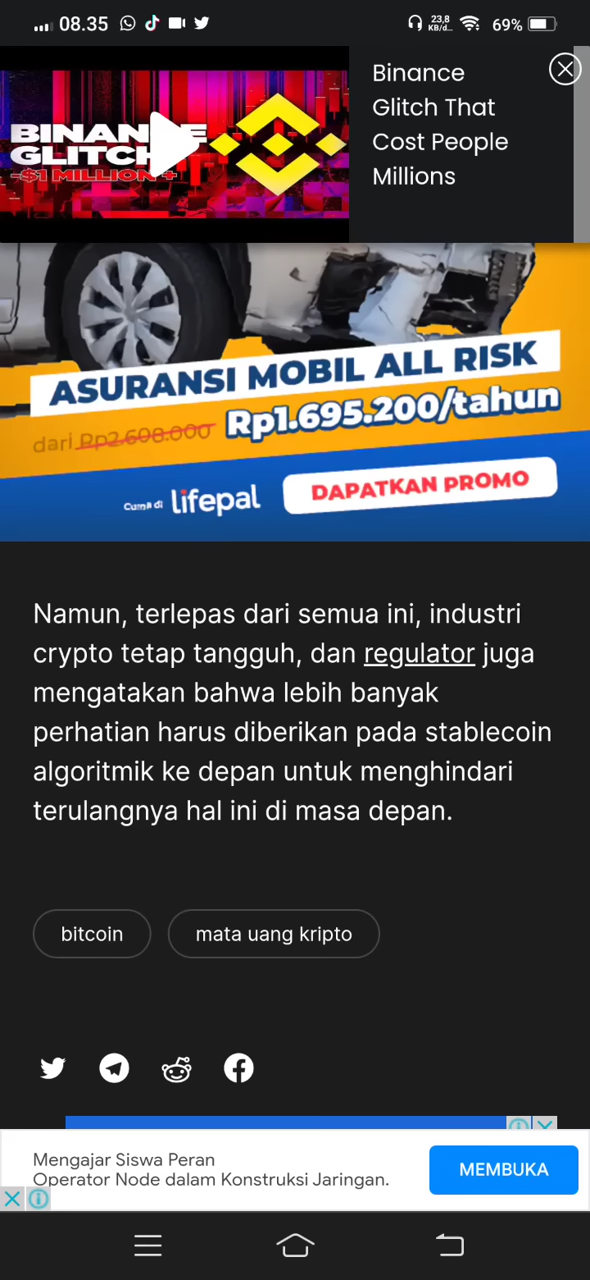 08.35
23,8
KB/d...
69%
BINANCE
GLITCH
-$1 MILLION +
Binance
Glitch That
Cost People
Millions
ASURANSI MOBIL ALL RISK
dari Rp2.608.000 Rp1.695.200/tahun
Cuma di lifepal
DAPATKAN PROMO
Namun, terlepas dari semua ini, industri
crypto tetap tangguh, dan regulator juga
mengatakan bahwa lebih banyak
perhatian harus diberikan pada stablecoin
algoritmik ke depan untuk menghindari
terulangnya hal ini di masa depan.
bitcoin
mata uang kripto
Mengajar Siswa Peran
Operator Node dalam Konstruksi Jaringan.
MEMBUKA